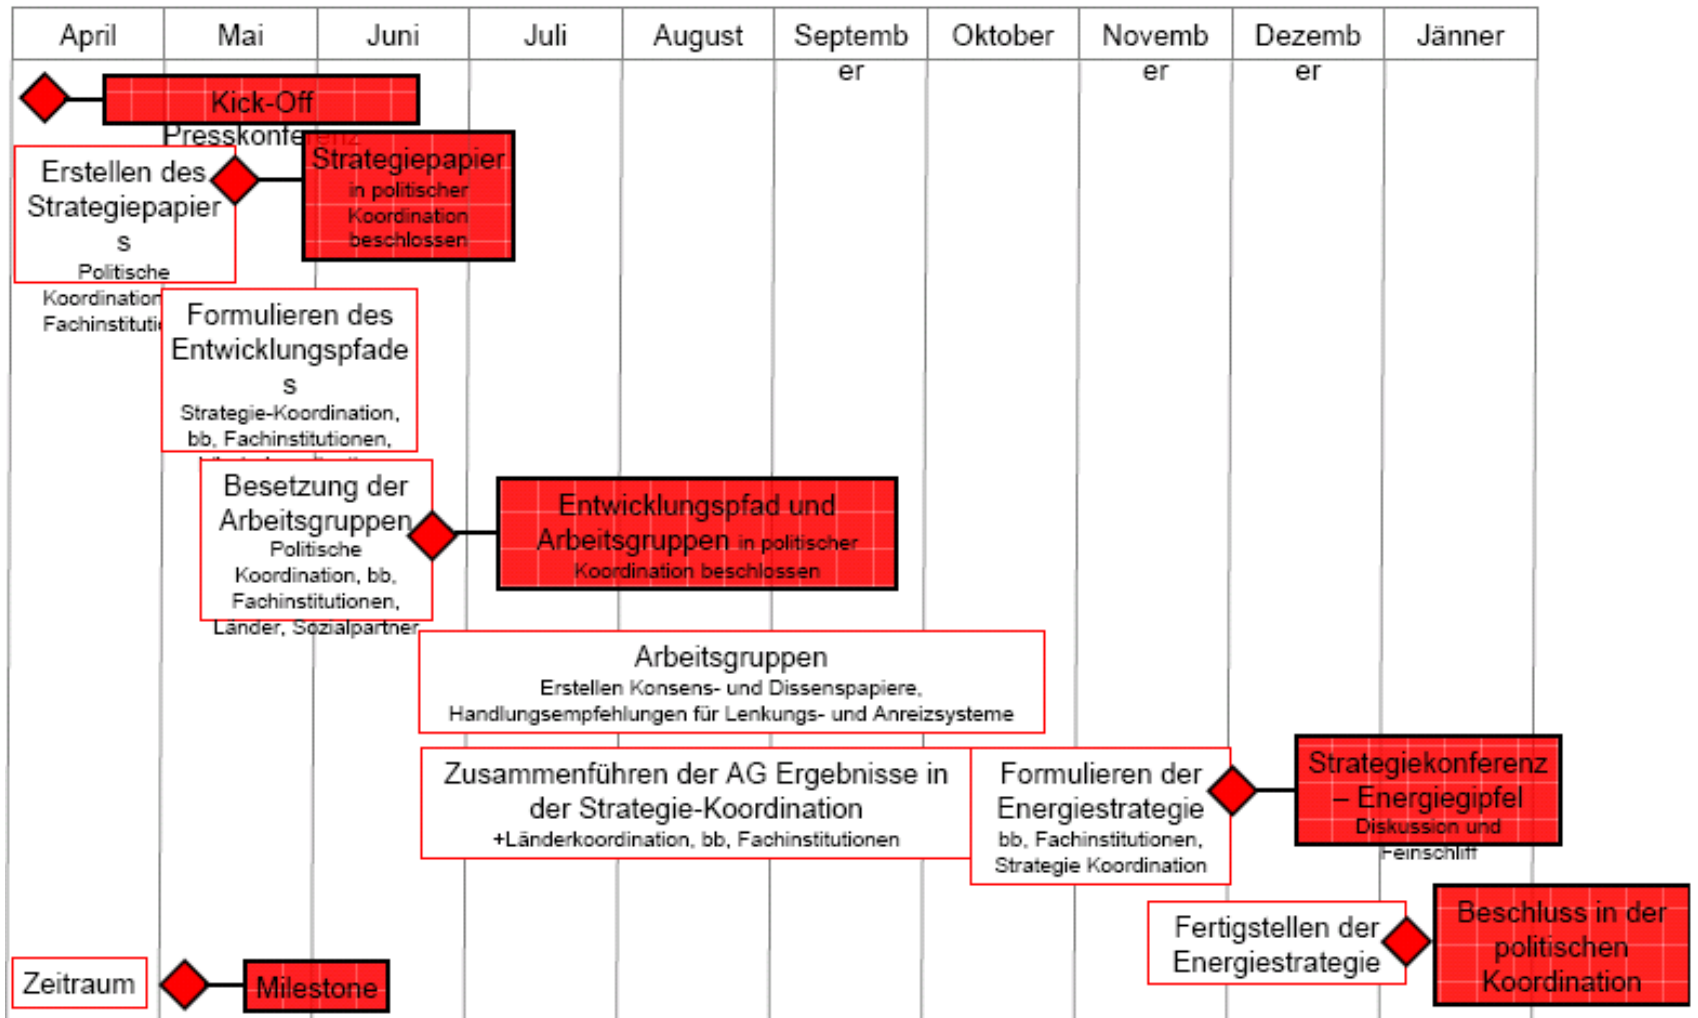 April Mai Juni Juli August Septemb Oktober Novemb Dezemb Jänner
er er er
Kick-Off
Presskonferenz
Erstellen des
Strategiepapier
s
Politische
Koordination
Strategiepapier
in politischer
Koordination
beschlossen
Formulieren des
Entwicklungspfade
s
Strategie-Koordination,
bb, Fachinstitutionen,
Besetzung der
Arbeitsgruppen
Politische
Koordination, bb,
Fachinstitutionen,
Länder, Sozialpartner
Entwicklungspfad und
Arbeitsgruppen in politischer
Koordination beschlossen
Arbeitsgruppen
Erstellen Konsens- und Dissenspapiere,
Handlungsempfehlungen für Lenkungs- und Anreizsysteme
Zusammenführen der AG Ergebnisse in
der Strategie-Koordination
+Länderkoordination, bb, Fachinstitutionen
Formulieren der
Energiestrategie
bb, Fachinstitutionen,
Strategie Koordination
Strategiekonferenz
– Energiegipfel
Diskussion und
Feinschliff
Fertigstellen der
Energiestrategie
Beschluss in der
politischen
Koordination
Zeitraum
Milestone